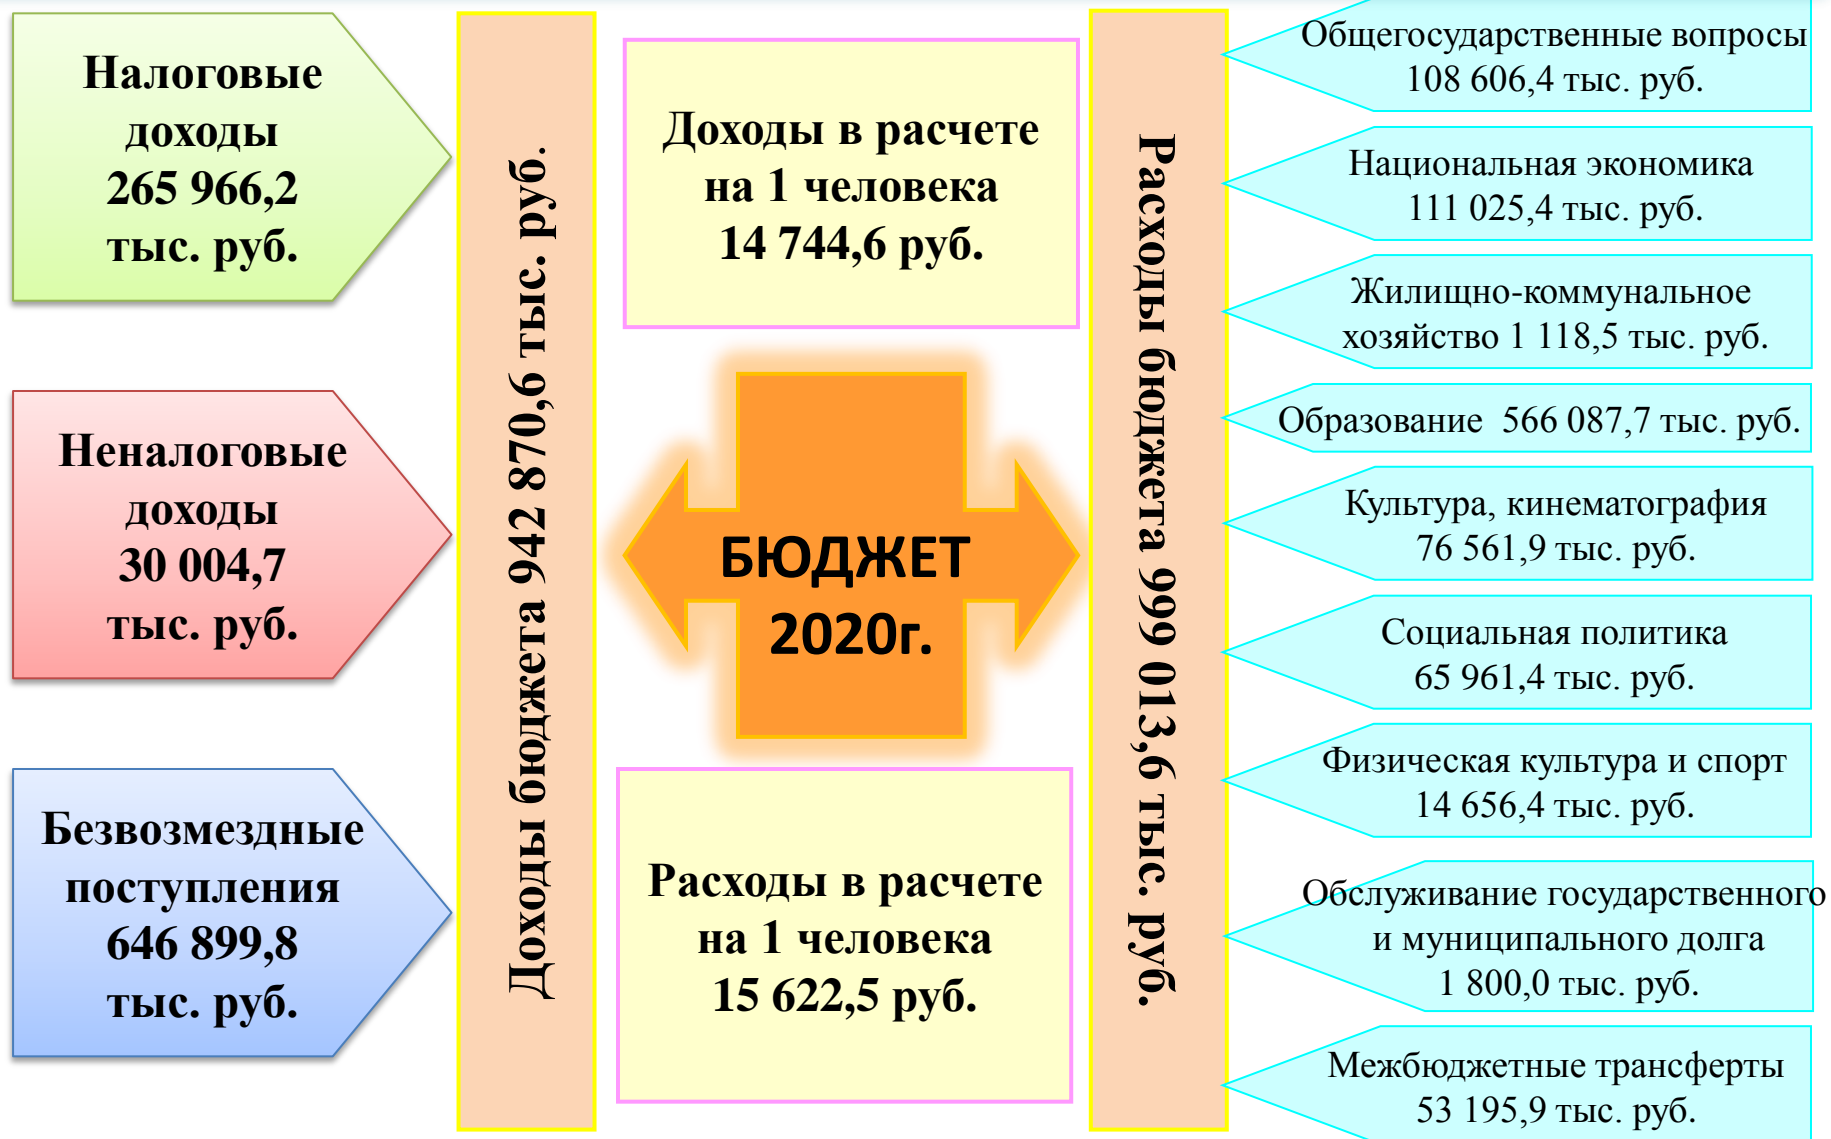 Налоговые
доходы
265 966,2
тыс. руб.
Неналоговые
доходы
30 004,7
тыс. руб.
Безвозмездные
поступления
646 899,8
тыс. руб.
Доходы бюджета 942 870,6 тыс. руб.
Доходы в расчете
на 1 человека
14 744,6 руб.
БЮДЖЕТ
2020г.
Расходы в расчете
на 1 человека
15 622,5 руб.
Расходы бюджета 999 013,6 тыс. руб.
Общегосударственные вопросы
108 606,4 тыс. руб.
Национальная экономика
111 025,4 тыс. руб.
Жилищно-коммунальное
хозяйство 1 118,5 тыс. руб.
Образование 566 087,7 тыс. руб.
Культура, кинематография
76 561,9 тыс. руб.
Социальная политика
65 961,4 тыс. руб.
Физическая культура и спорт
14 656,4 тыс. руб.
Обслуживание государственного
и муниципального долга
1 800,0 тыс. руб.
Межбюджетные трансферты
53 195,9 тыс. руб.